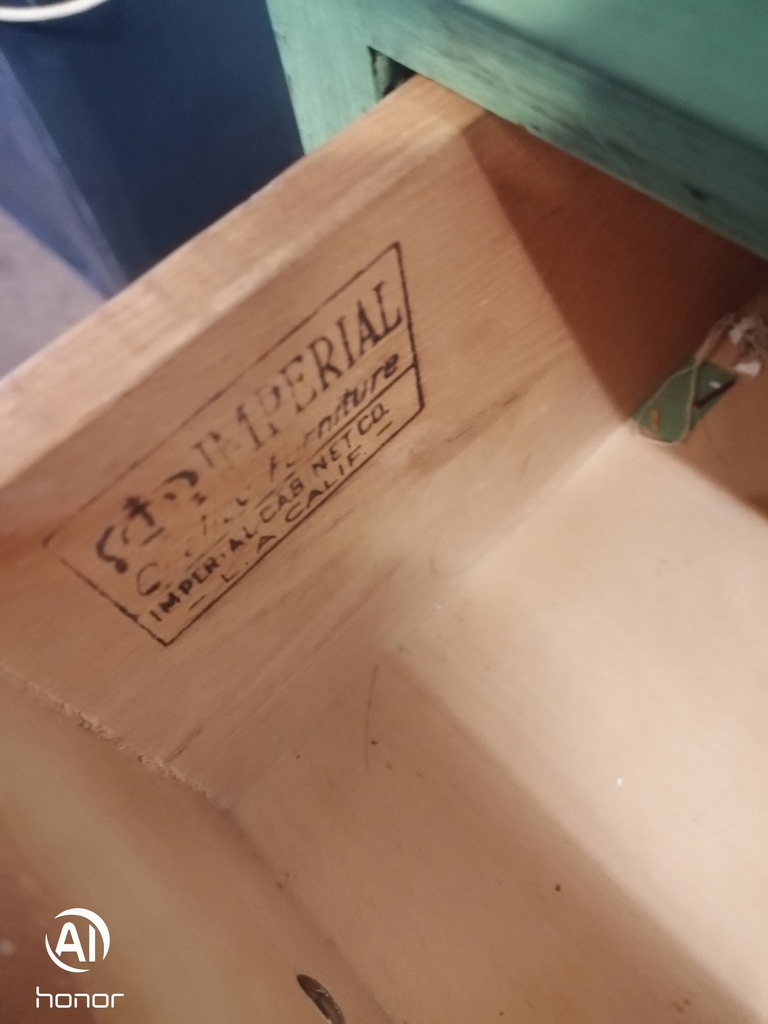 IMPERIAL
Furniture
IMPERIAL CABINET CO.
L. A CALIF.
AI
honor